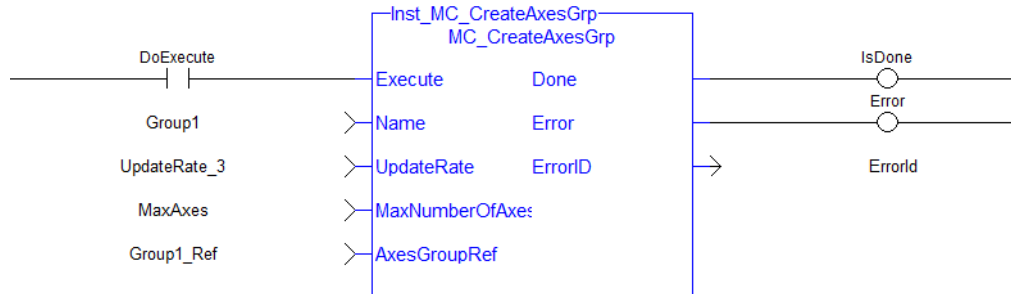 Inst_MC_CreateAxesGrp
MC_CreateAxesGrp
DoExecute Execute Done IsDone
Group1 Name Error Error
UpdateRate_3 UpdateRate ErrorID ErrorId
MaxAxes MaxNumberOfAxes
Group1_Ref AxesGroupRef